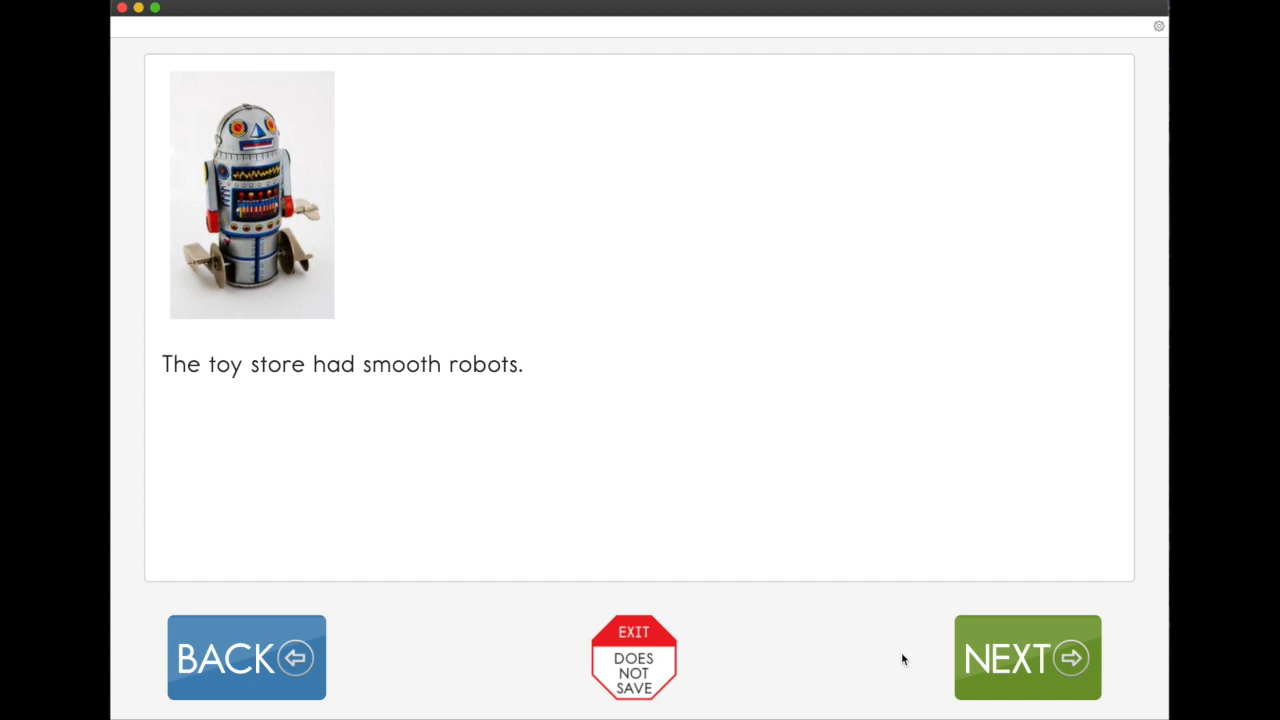 The toy store had smooth robots.
BACK
EXIT
DOES
NOT
SAVE
NEXT